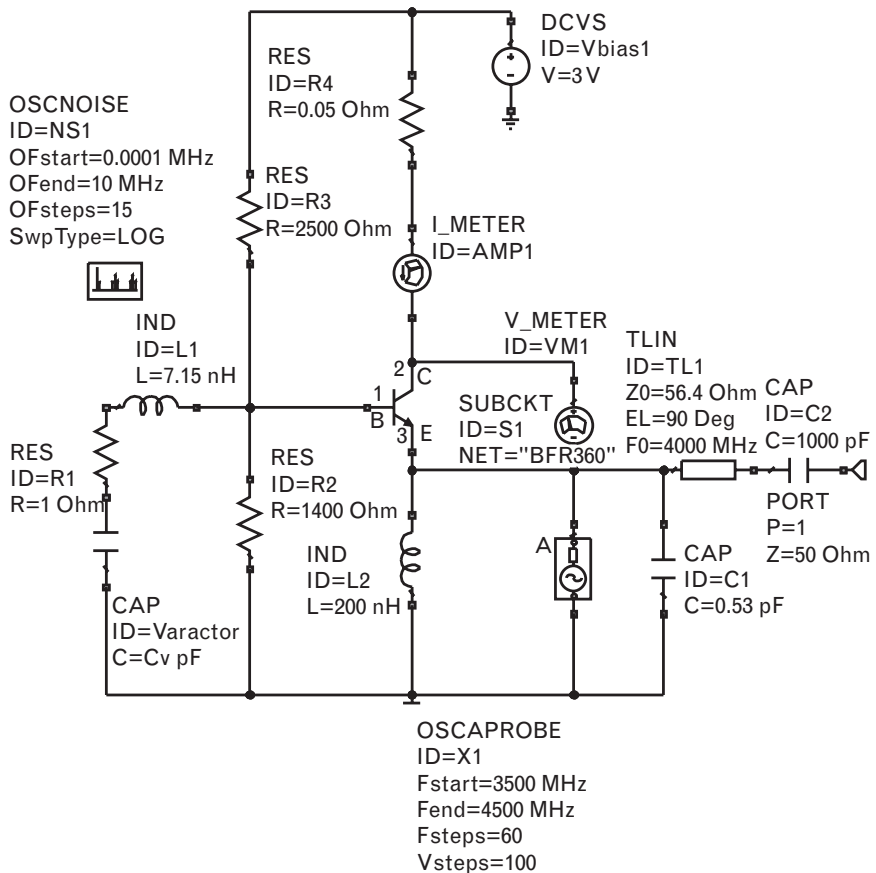 DCVS
ID=Vbias1
V=3 V
RES
ID=R4
R=0.05 Ohm
OSCNOISE
ID=NS1
OFstart=0.0001 MHz
OFend=10 MHz
OFsteps=15
SwpType=LOG
RES
ID=R3
R=2500 Ohm
I_METER
ID=AMP1
IND
ID=L1
L=7.15 nH
V_METER
ID=VM1
TLIN
ID=TL1
Z0=56.4 Ohm
EL=90 Deg
F0=4000 MHz
CAP
ID=C2
C=1000 pF
2
C
1
B
3
E
SUBCKT
ID=S1
NET="BFR360"
RES
ID=R1
R=1 Ohm
RES
ID=R2
R=1400 Ohm
PORT
P=1
Z=50 Ohm
IND
ID=L2
L=200 nH
A
CAP
ID=C1
C=0.53 pF
CAP
ID=Varactor
C=Cv pF
OSCAPROBE
ID=X1
Fstart=3500 MHz
Fend=4500 MHz
Fsteps=60
Vsteps=100